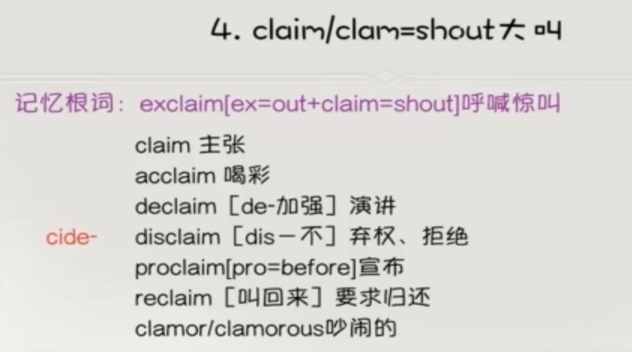 4. claim/clam=shout大叫
记忆根词：exclaim[ex=out+claim=shout]呼喊惊叫
claim 主张
acclaim 喝彩
declaim［de-加强］演讲
cide- disclaim［dis－不］弃权、拒绝
proclaim[pro=before]宣布
reclaim［叫回来］要求归还
clamor/clamorous吵闹的